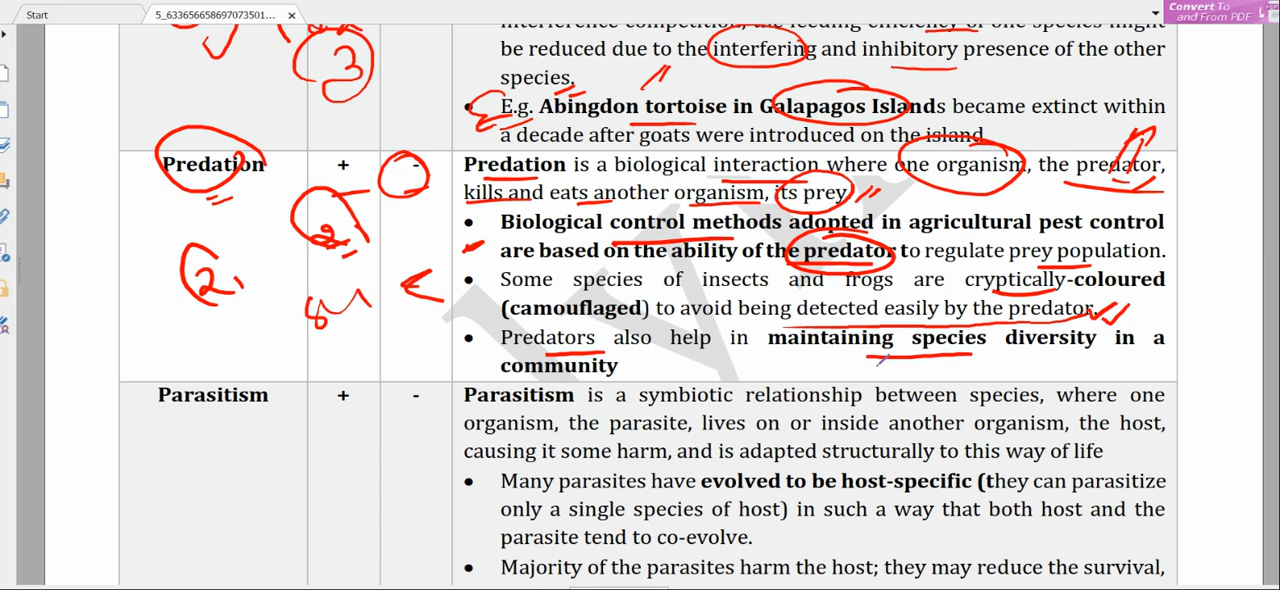 Start
5_633656658697073501...
Convert To
and From PDF
be reduced due to the interfering and inhibitory presence of the other
species.
3
• E.g. Abingdon tortoise in Galapagos Islands became extinct within
a decade after goats were introduced on the island
Predation + - Predation is a biological interaction where one organism, the predator,
kills and eats another organism, its prey
• Biological control methods adopted in agricultural pest control
are based on the ability of the predator to regulate prey population.
2
• Some species of insects and frogs are cryptically-coloured
(camouflaged) to avoid being detected easily by the predator.
• Predators also help in maintaining species diversity in a
community
Parasitism + - Parasitism is a symbiotic relationship between species, where one
organism, the parasite, lives on or inside another organism, the host,
causing it some harm, and is adapted structurally to this way of life
• Many parasites have evolved to be host-specific (they can parasitize
only a single species of host) in such a way that both host and the
parasite tend to co-evolve.
• Majority of the parasites harm the host; they may reduce the survival,